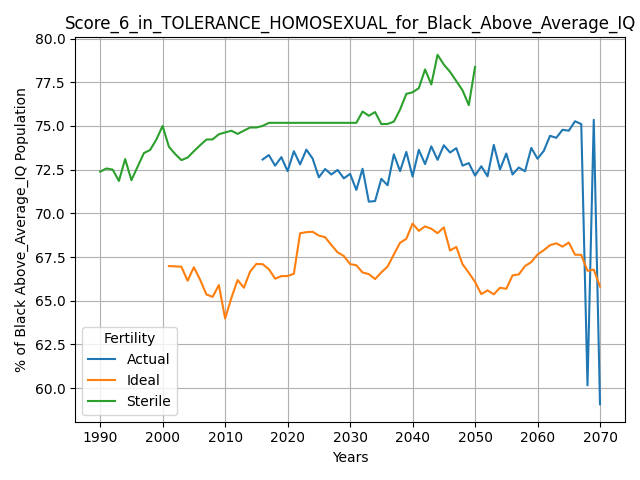 Score_6_in_TOLERANCE_HOMOSEXUAL_for_Black_Above_Average_IQ
% of Black Above_Average_IQ Population
80.0
77.5
75.0
72.5
70.0
67.5
65.0
62.5
60.0
Fertility
Actual
Ideal
Sterile
1990 2000 2010 2020 2030 2040 2050 2060 2070
Years